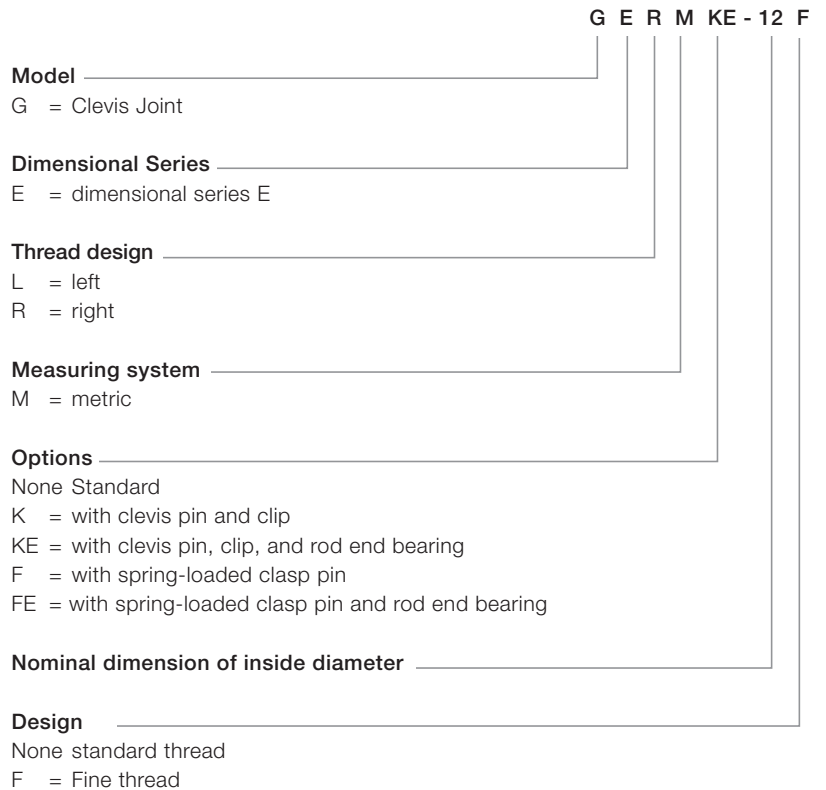 G E R M KE - 12 F
Model
G = Clevis Joint
Dimensional Series
E = dimensional series E
Thread design
L = left
R = right
Measuring system
M = metric
Options
None Standard
K = with clevis pin and clip
KE = with clevis pin, clip, and rod end bearing
F = with spring-loaded clasp pin
FE = with spring-loaded clasp pin and rod end bearing
Nominal dimension of inside diameter
Design
None standard thread
F = Fine thread